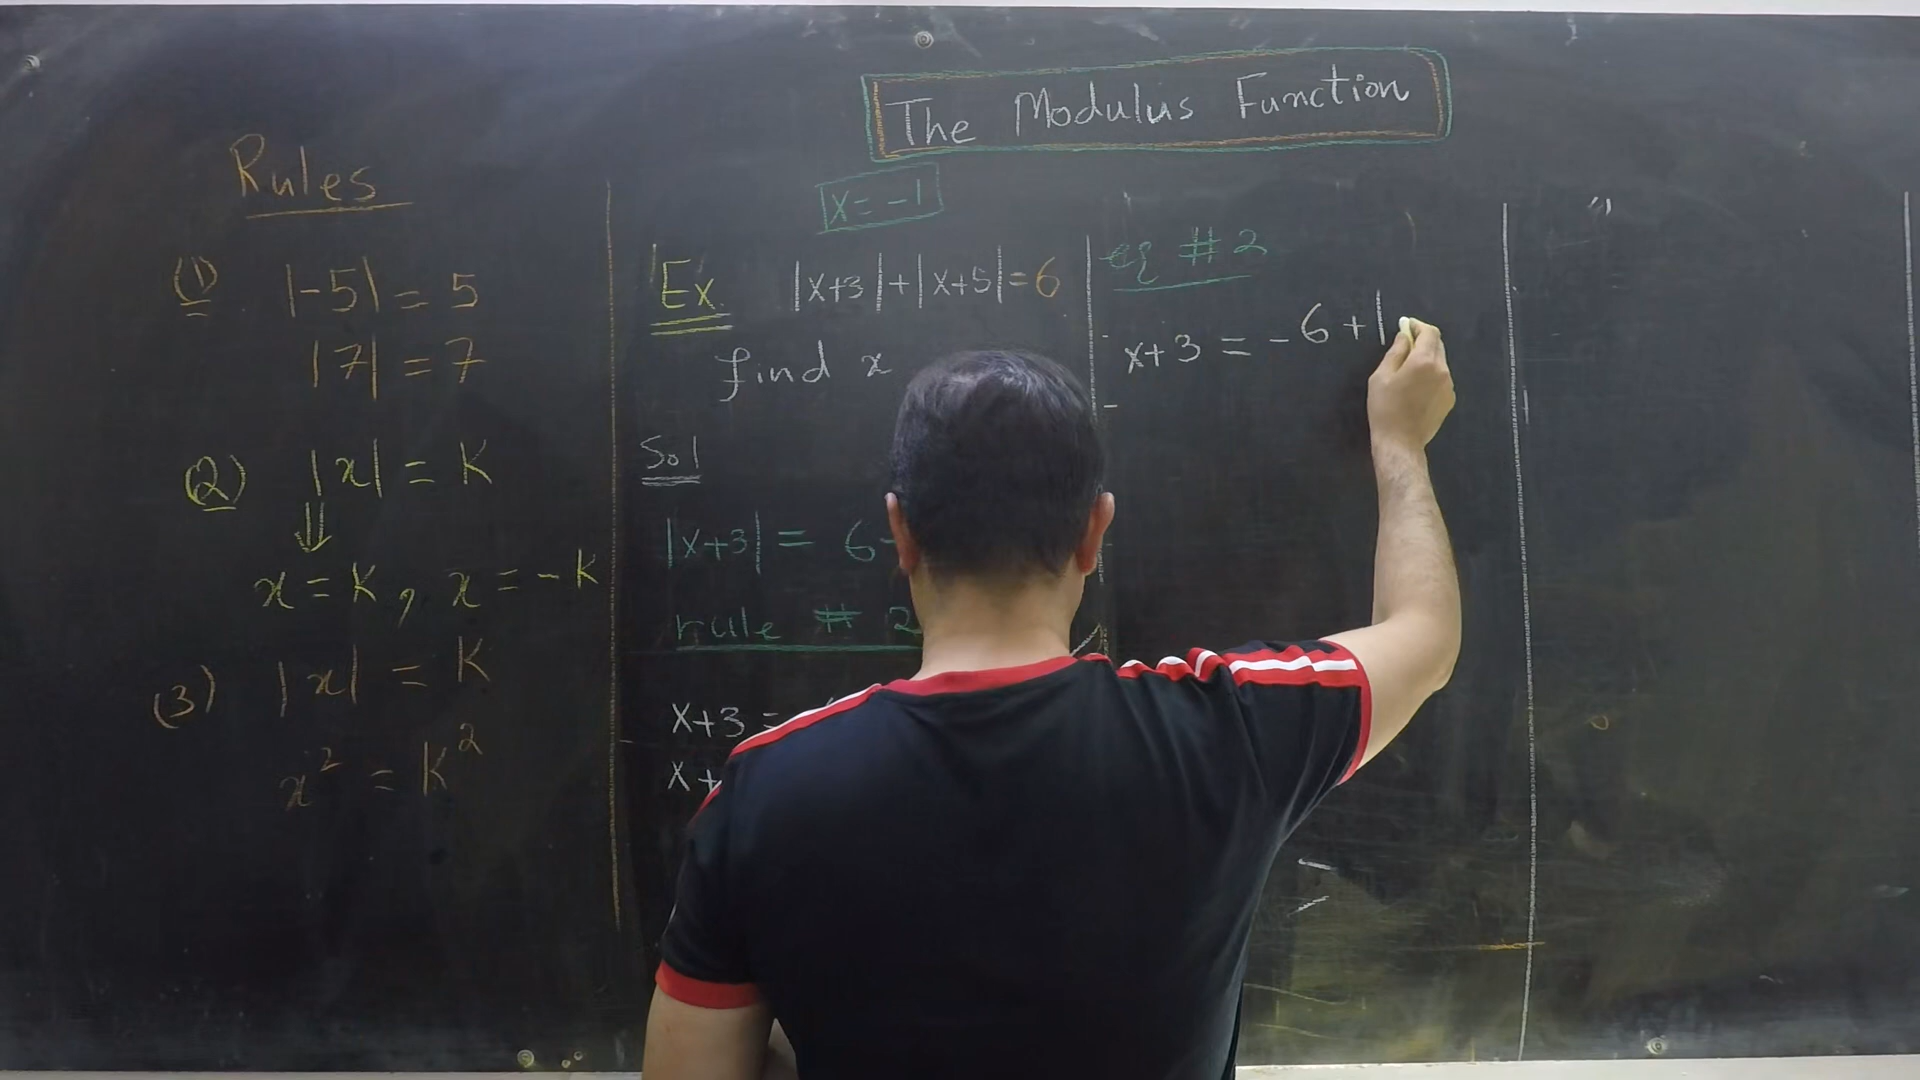 The Modulus Function
Rules
(1) |-5| = 5
|7| = 7
(2) |x| = K
⇓
x = K, x = -K
(3) |x| = K
x² = K²
x = -1
Ex |x+3|+|x+5|=6
find x
Sol
|x+3| = 6-
rule # 2
x+3 =
x+
eq # 2
x+3 = -6+|